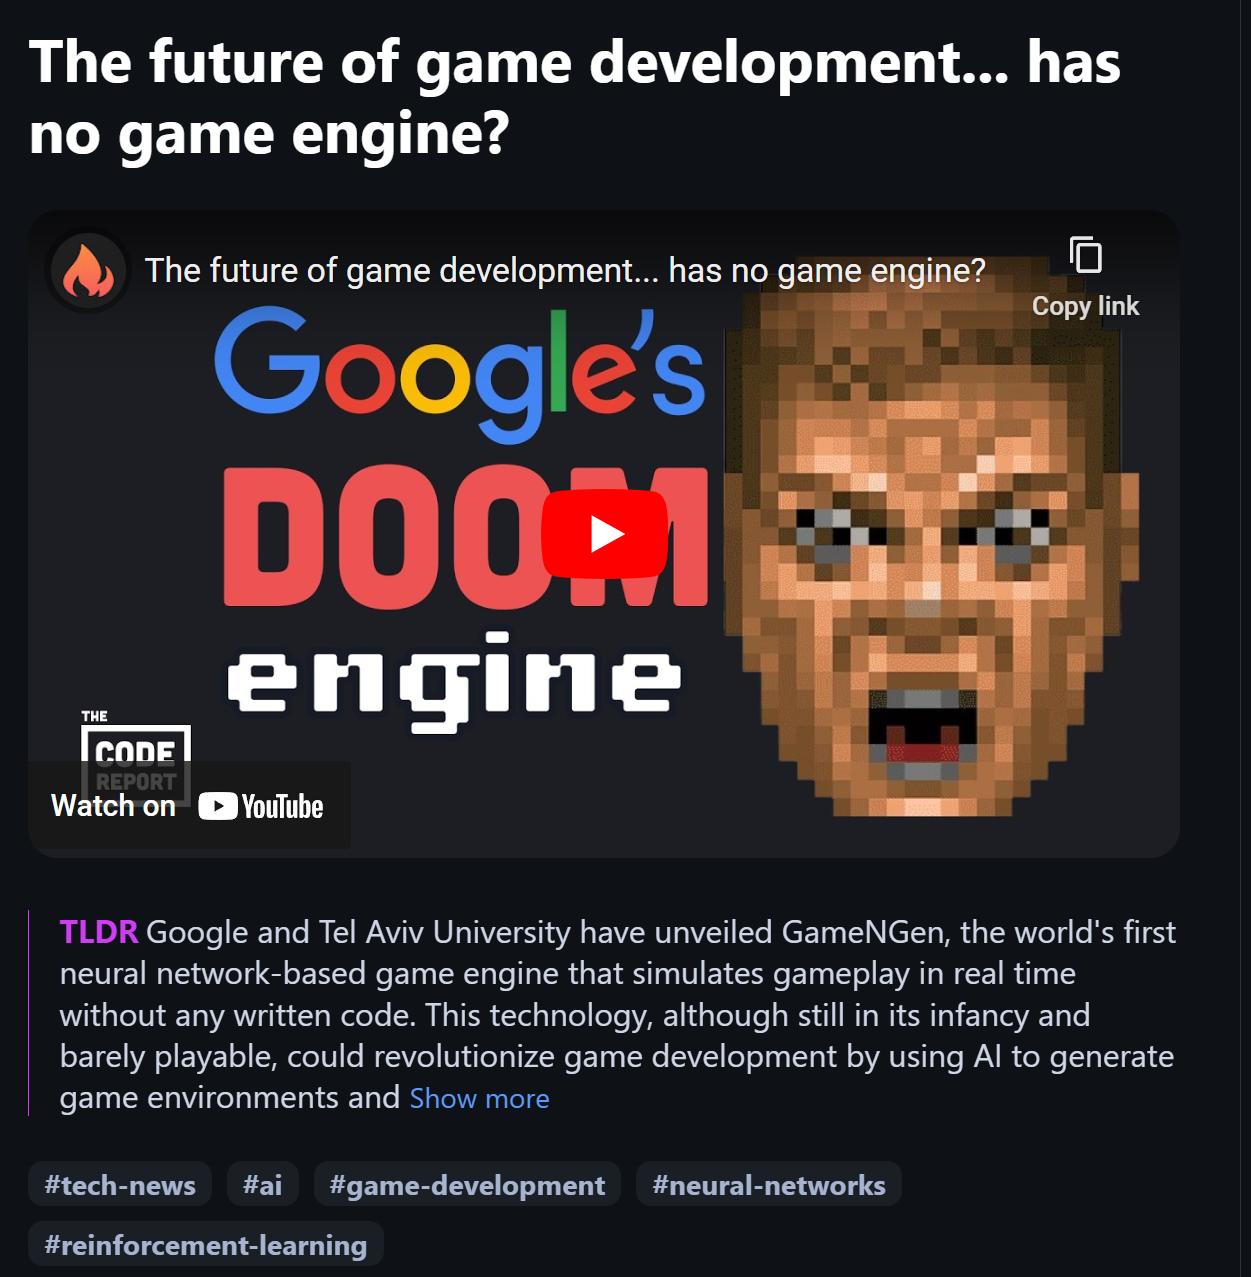 The future of game development... has
no game engine?
The future of game development... has no game engine?
Copy link
Google's
DOOM
engine
THE
CODE
REPORT
Watch on YouTube
TLDR Google and Tel Aviv University have unveiled GameNGen, the world's first
neural network-based game engine that simulates gameplay in real time
without any written code. This technology, although still in its infancy and
barely playable, could revolutionize game development by using AI to generate
game environments and Show more
#tech-news #ai #game-development #neural-networks
#reinforcement-learning